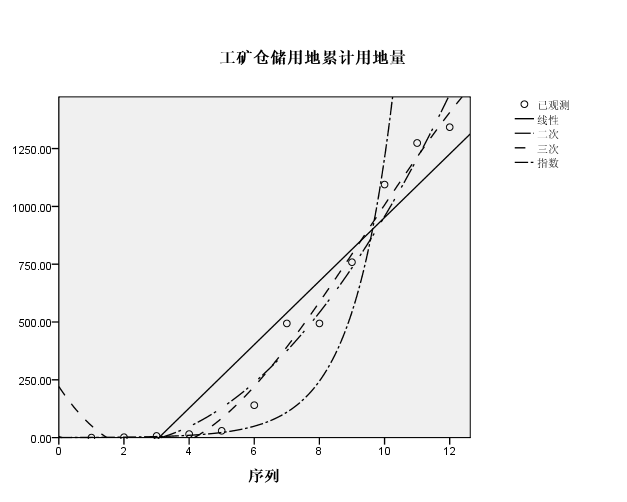 工矿仓储用地累计用地量
已观测
线性
二次
三次
指数
1250.00
1000.00
750.00
500.00
250.00
0.00
0 2 4 6 8 10 12
序列